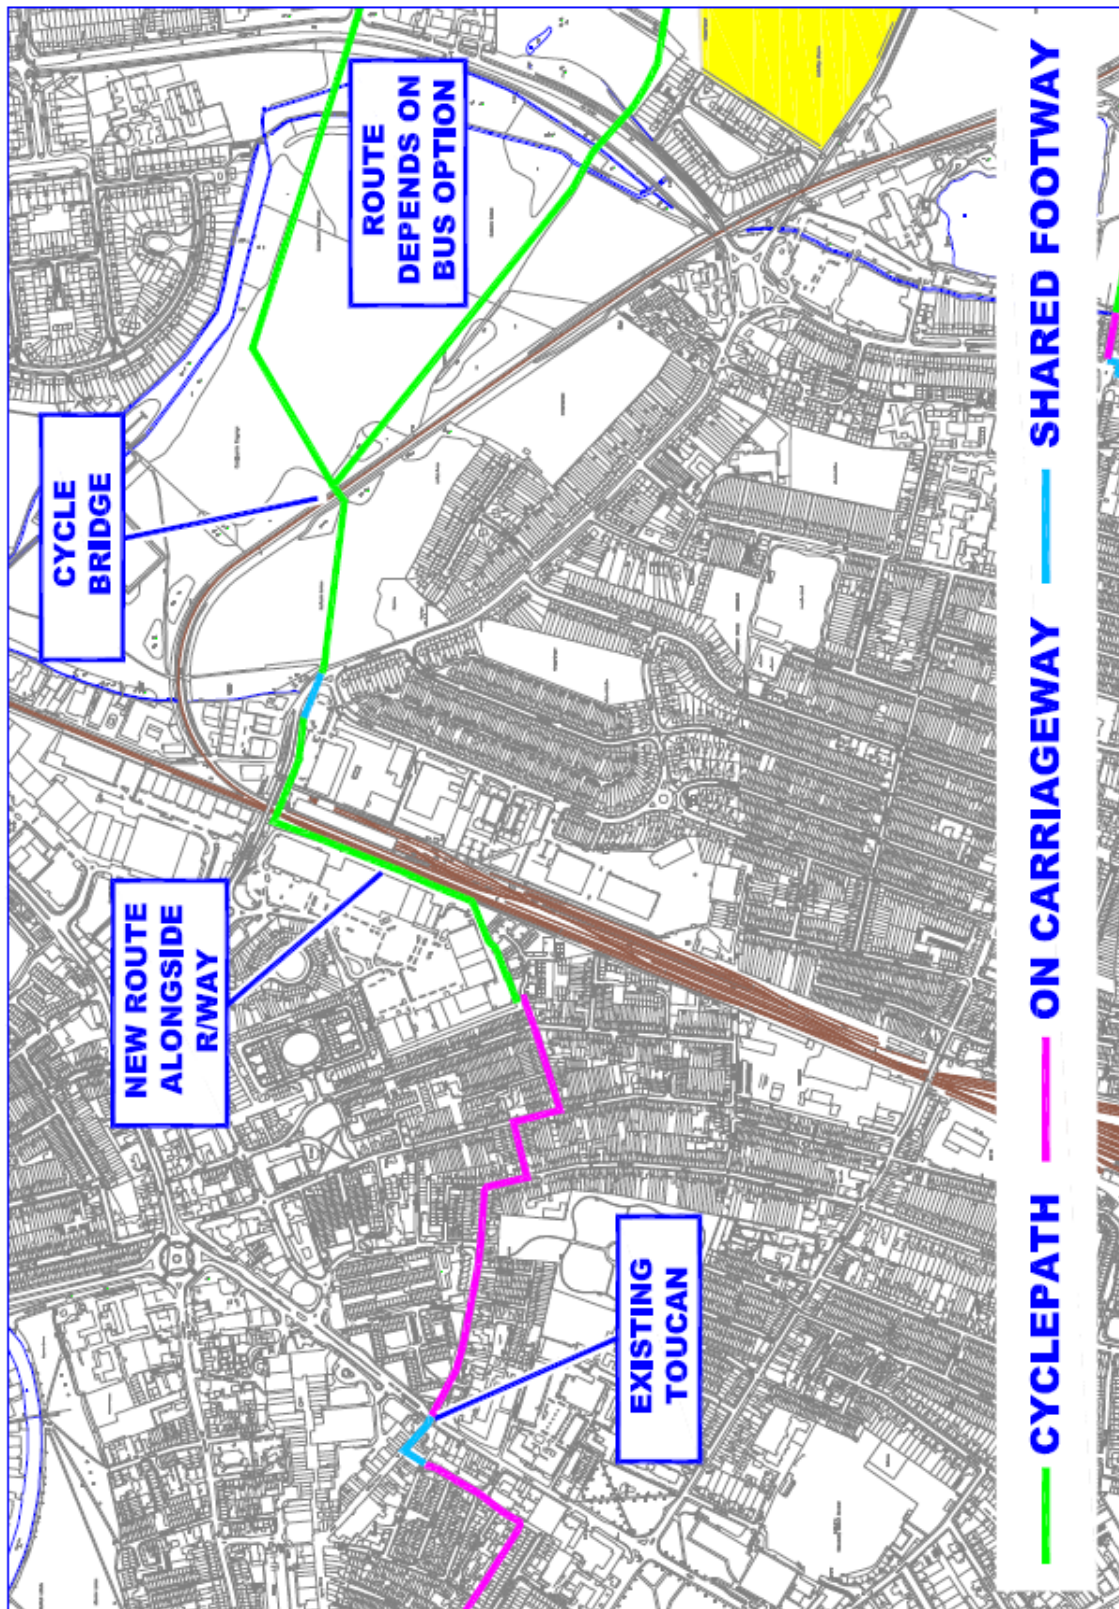 EXISTING
TOUCAN
NEW ROUTE
ALONGSIDE
R/WAY
CYCLE
BRIDGE
ROUTE
DEPENDS ON
BUS OPTION
CYCLEPATH
ON CARRIAGEWAY
SHARED FOOTWAY